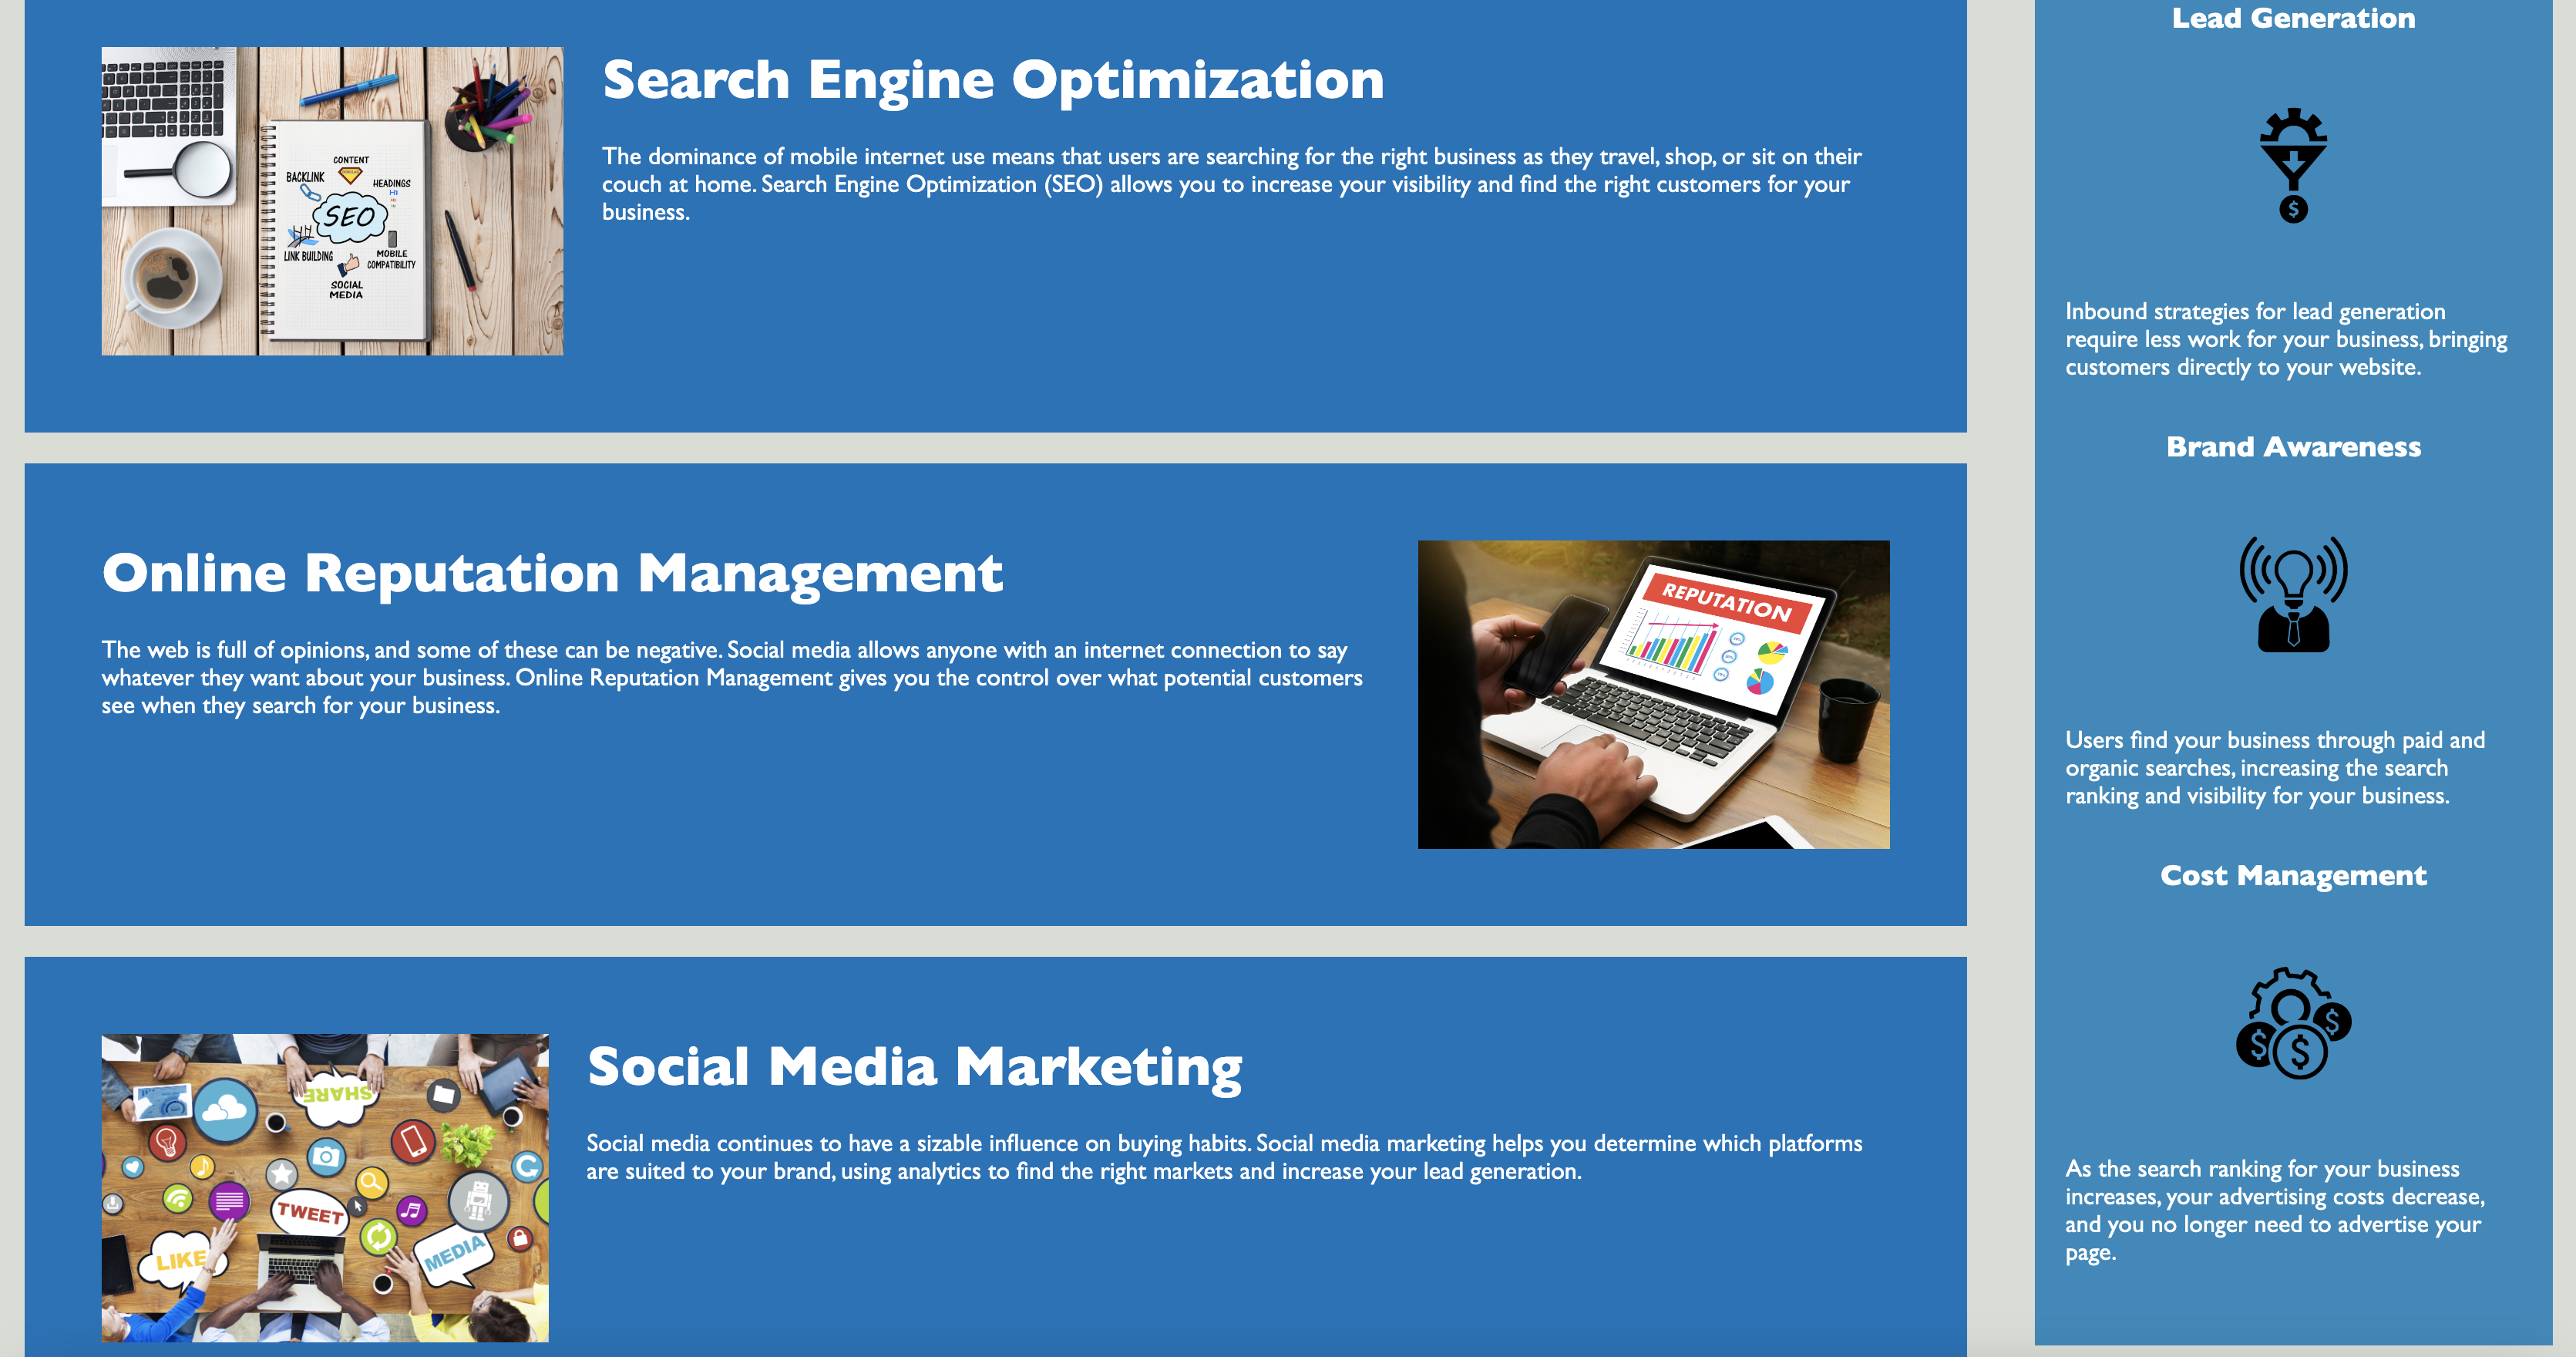 Search Engine Optimization
The dominance of mobile internet use means that users are searching for the right business as they travel, shop, or sit on their
couch at home. Search Engine Optimization (SEO) allows you to increase your visibility and find the right customers for your
business.
CONTENT
BACKLINK
HEADINGS
SEO
LINK BUILDING
MOBILE
COMPATIBILITY
SOCIAL
MEDIA
Online Reputation Management
The web is full of opinions, and some of these can be negative. Social media allows anyone with an internet connection to say
whatever they want about your business. Online Reputation Management gives you the control over what potential customers
see when they search for your business.
REPUTATION
Social Media Marketing
Social media continues to have a sizable influence on buying habits. Social media marketing helps you determine which platforms
are suited to your brand, using analytics to find the right markets and increase your lead generation.
SHARE
TWEET
LIKE
MEDIA
Lead Generation
$
Inbound strategies for lead generation
require less work for your business, bringing
customers directly to your website.
Brand Awareness
Users find your business through paid and
organic searches, increasing the search
ranking and visibility for your business.
Cost Management
$ $ $
As the search ranking for your business
increases, your advertising costs decrease,
and you no longer need to advertise your
page.